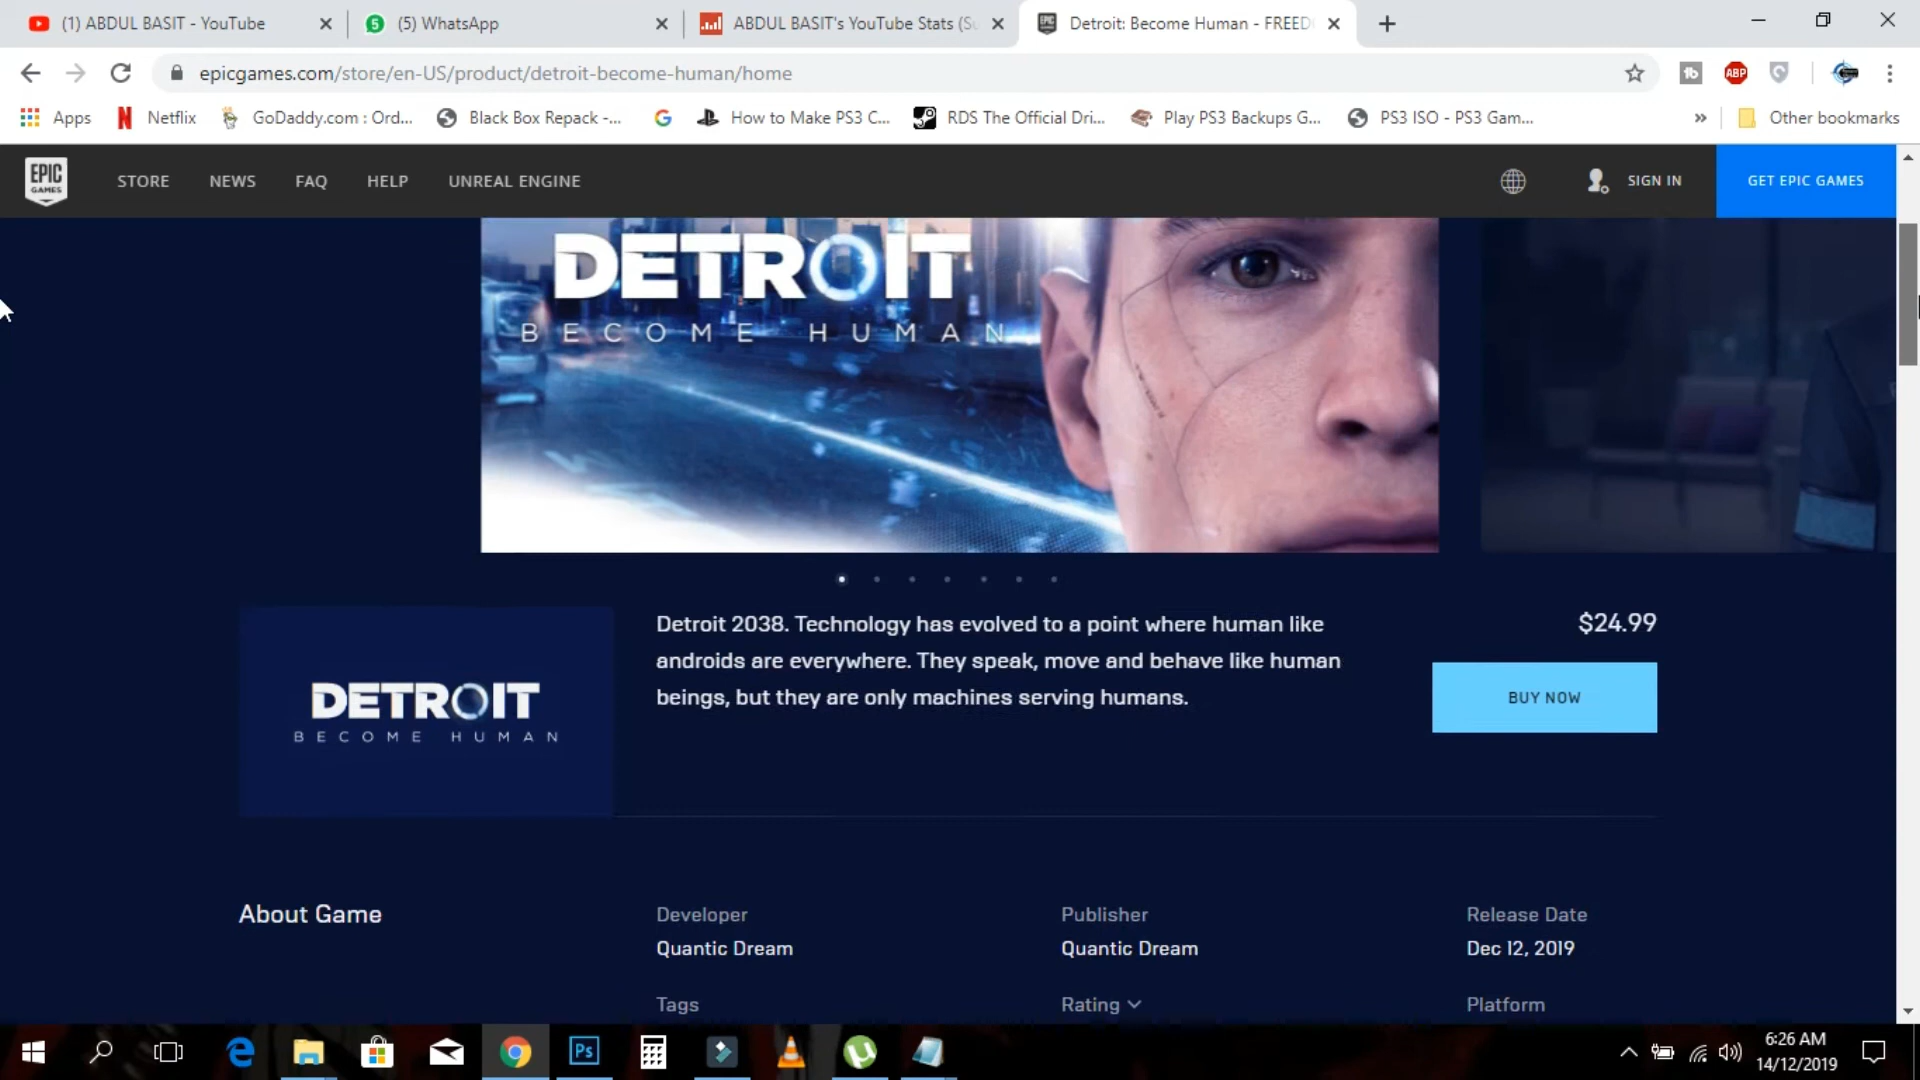 (1) ABDUL BASIT - YouTube
5 (5) WhatsApp
ABDUL BASIT's YouTube Stats (Su
Detroit: Become Human - FREED
epicgames.com/store/en-US/product/detroit-become-human/home
ABP
Apps
Netflix
GoDaddy.com : Ord...
Black Box Repack -...
How to Make PS3 C...
RDS The Official Dri...
Play PS3 Backups G...
PS3 ISO - PS3 Gam...
Other bookmarks
EPIC
GAMES
STORE
NEWS
FAQ
HELP
UNREAL ENGINE
SIGN IN
GET EPIC GAMES
DETROIT
BECOME HUMAN
Detroit 2038. Technology has evolved to a point where human like
androids are everywhere. They speak, move and behave like human
beings, but they are only machines serving humans.
$24.99
BUY NOW
DETROIT
BECOME HUMAN
About Game
Developer
Quantic Dream
Publisher
Quantic Dream
Release Date
Dec 12, 2019
Tags
Rating
Platform
Ps
6:26 AM
14/12/2019